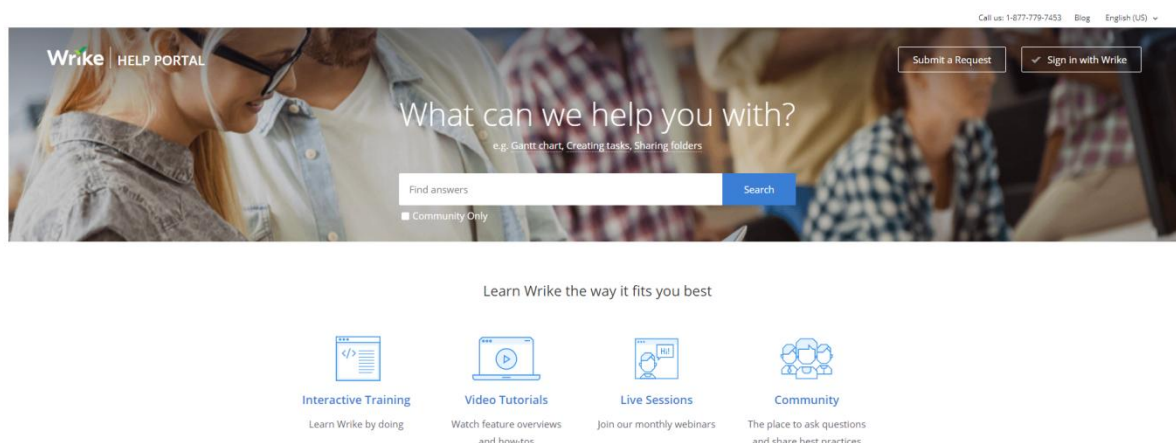 Call us: 1-877-779-7453 Blog English (US)
Wrike HELP PORTAL
Submit a Request
Sign in with Wrike
What can we help you with?
e.g. Gantt chart, Creating tasks, Sharing folders
Find answers
Search
Community Only
Learn Wrike the way it fits you best
</>
Hi!
Interactive Training
Learn Wrike by doing
Video Tutorials
Watch feature overviews
and how-tos
Live Sessions
Join our monthly webinars
Community
The place to ask questions
and share best practices